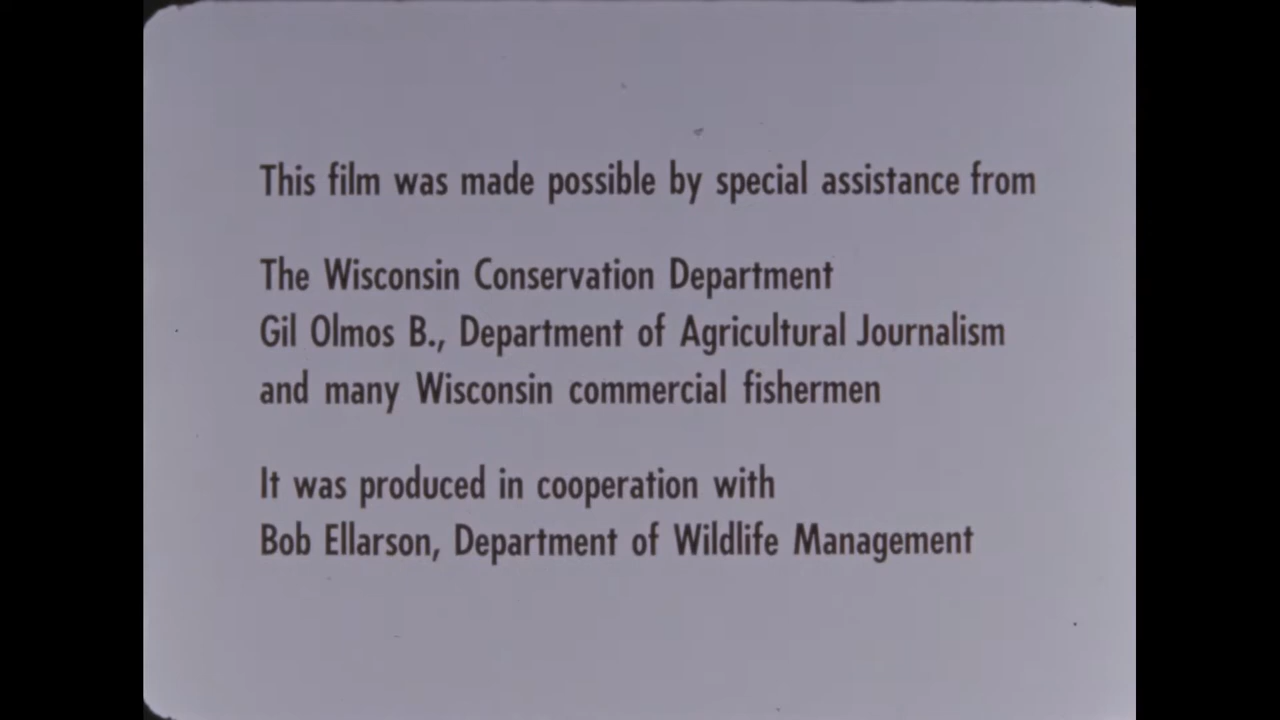 This film was made possible by special assistance from
The Wisconsin Conservation Department
Gil Olmos B., Department of Agricultural Journalism
and many Wisconsin commercial fishermen
It was produced in cooperation with
Bob Ellarson, Department of Wildlife Management